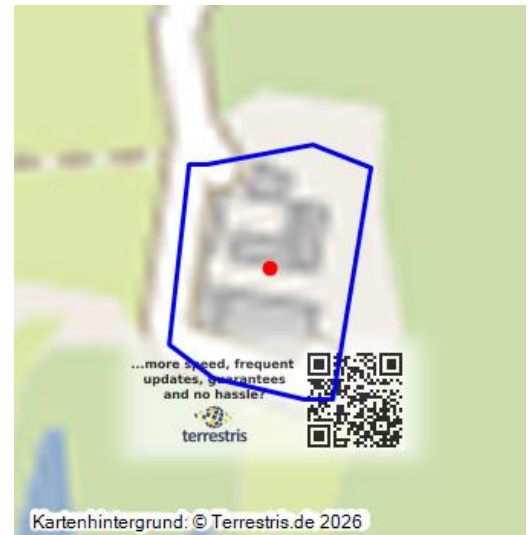 ...more speed, frequent
updates, guarantees
and no hassle?
terrestris
Kartenhintergrund: © Terrestris.de 2026